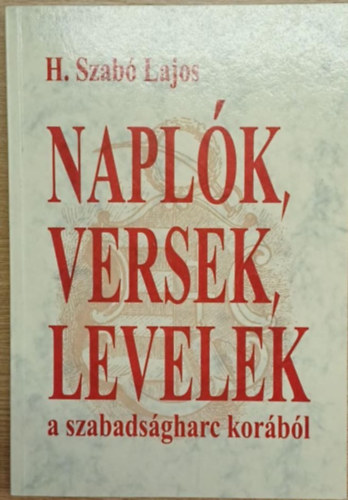 H. Szabó Lajos
NAPLÓK,
VERSEK,
LEVELEK
a szabadságharc korából